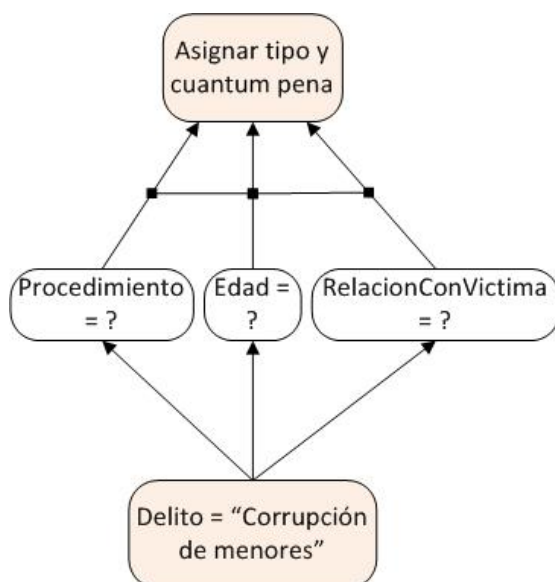 Asignar tipo y
cuantum pena
Procedimiento
= ?
Edad =
?
RelacionConVictima
= ?
Delito = “Corrupción
de menores”